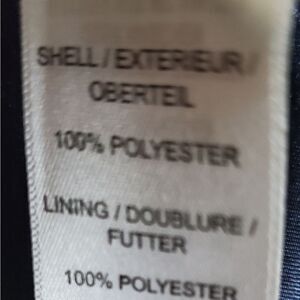 SHELL / EXTERIEUR /
OBERTEIL
100% POLYESTER
LINING / DOUBLURE /
FUTTER
100% POLYESTER